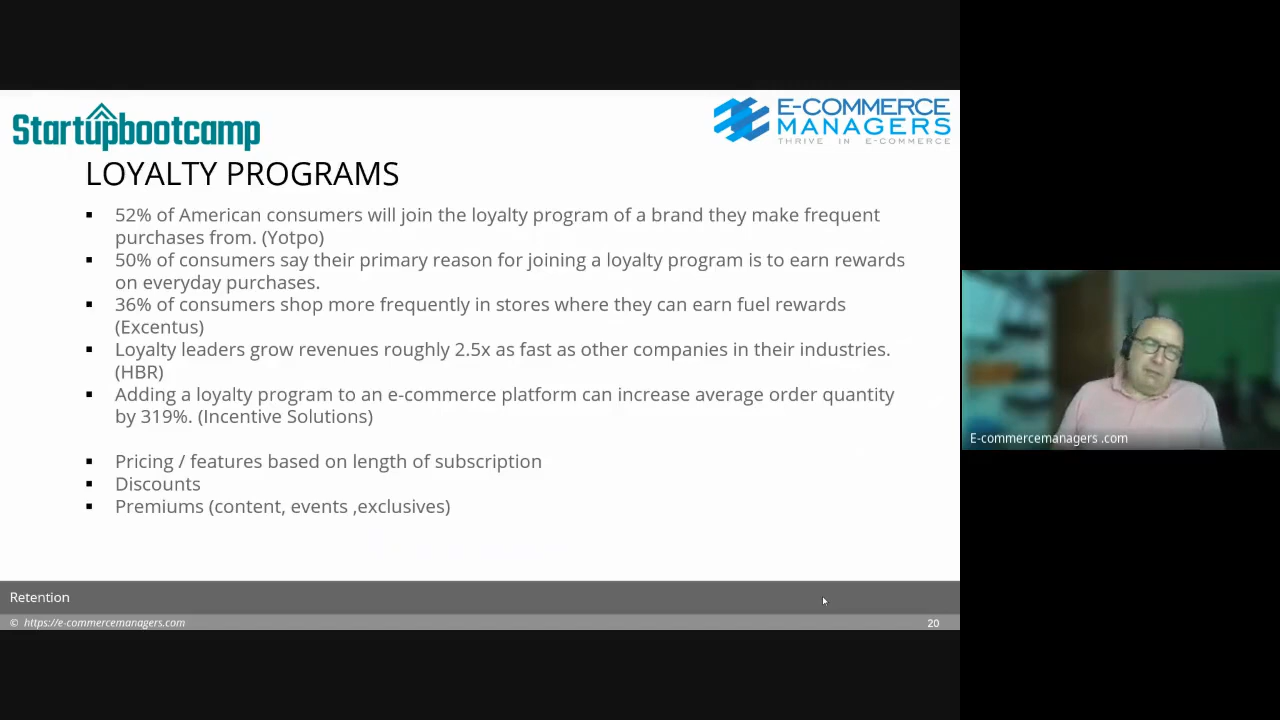 Startupbootcamp
E-COMMERCE
MANAGERS
THRIVE IN E-COMMERCE
LOYALTY PROGRAMS
▪ 52% of American consumers will join the loyalty program of a brand they make frequent
purchases from. (Yotpo)
▪ 50% of consumers say their primary reason for joining a loyalty program is to earn rewards
on everyday purchases.
▪ 36% of consumers shop more frequently in stores where they can earn fuel rewards
(Excentus)
▪ Loyalty leaders grow revenues roughly 2.5x as fast as other companies in their industries.
(HBR)
▪ Adding a loyalty program to an e-commerce platform can increase average order quantity
by 319%. (Incentive Solutions)
▪ Pricing / features based on length of subscription
▪ Discounts
▪ Premiums (content, events ,exclusives)
Retention
© https://e-commercemanagers.com
20
E-commercemanagers .com